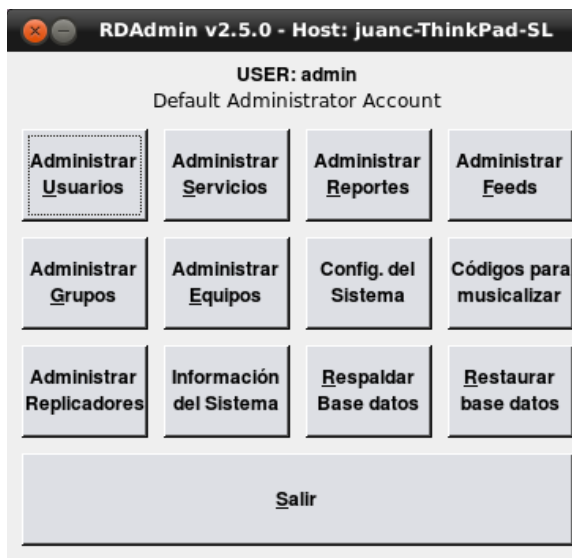 RDAdmin v2.5.0 - Host: juanc-ThinkPad-SL
USER: admin
Default Administrator Account
Administrar
Usuarios
Administrar
Servicios
Administrar
Reportes
Administrar
Feeds
Administrar
Grupos
Administrar
Equipos
Config. del
Sistema
Códigos para
musicalizar
Administrar
Replicadores
Información
del Sistema
Respaldar
Base datos
Restaurar
base datos
Salir